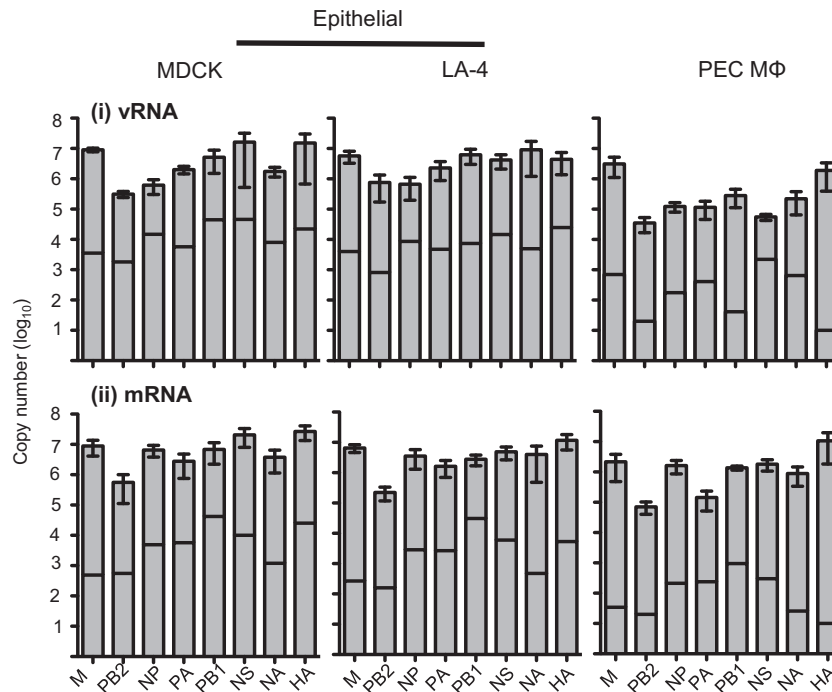 Epithelial
MDCK LA-4 PEC MΦ
(i) vRNA
8
7
6
5
4
3
2
1
Copy number (log10)
(ii) mRNA
8
7
6
5
4
3
2
1
M PB2 NP PA PB1 NS NA HA M PB2 NP PA PB1 NS NA HA M PB2 NP PA PB1 NS NA HA